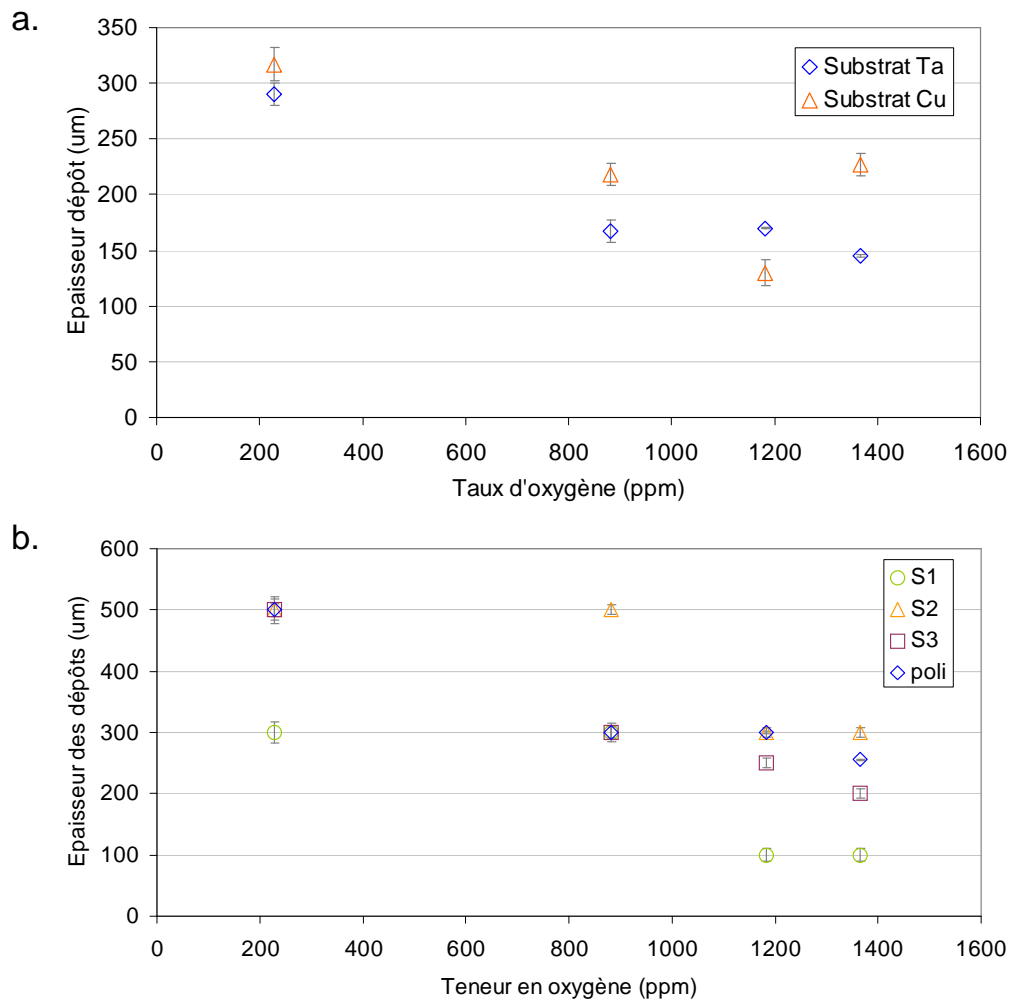 a.
350
300
250
200
150
100
50
0
Epaisseur dépôt (um)
Substrat Ta
Substrat Cu
0 200 400 600 800 1000 1200 1400 1600
Taux d'oxygène (ppm)
b.
600
500
400
300
200
100
0
Epaisseur des dépôts (um)
S1
S2
S3
poli
0 200 400 600 800 1000 1200 1400 1600
Teneur en oxygène (ppm)